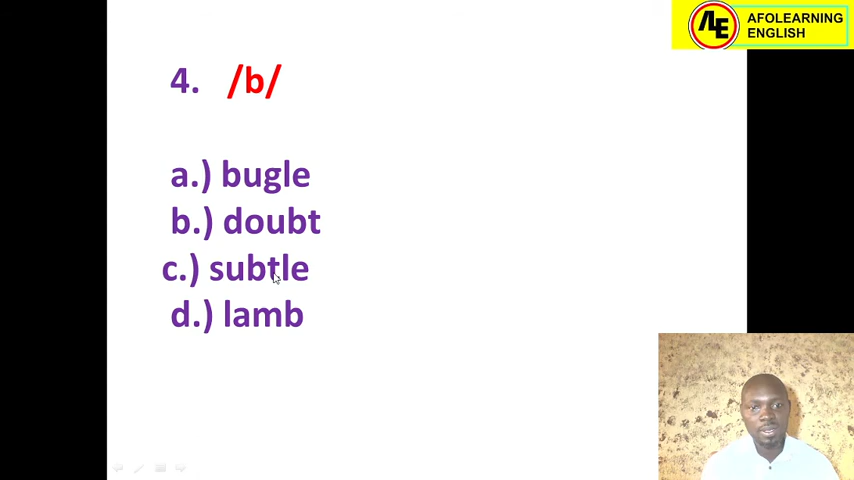 AFOLEARNING
ENGLISH
4. /b/
a.) bugle
b.) doubt
c.) subtle
d.) lamb